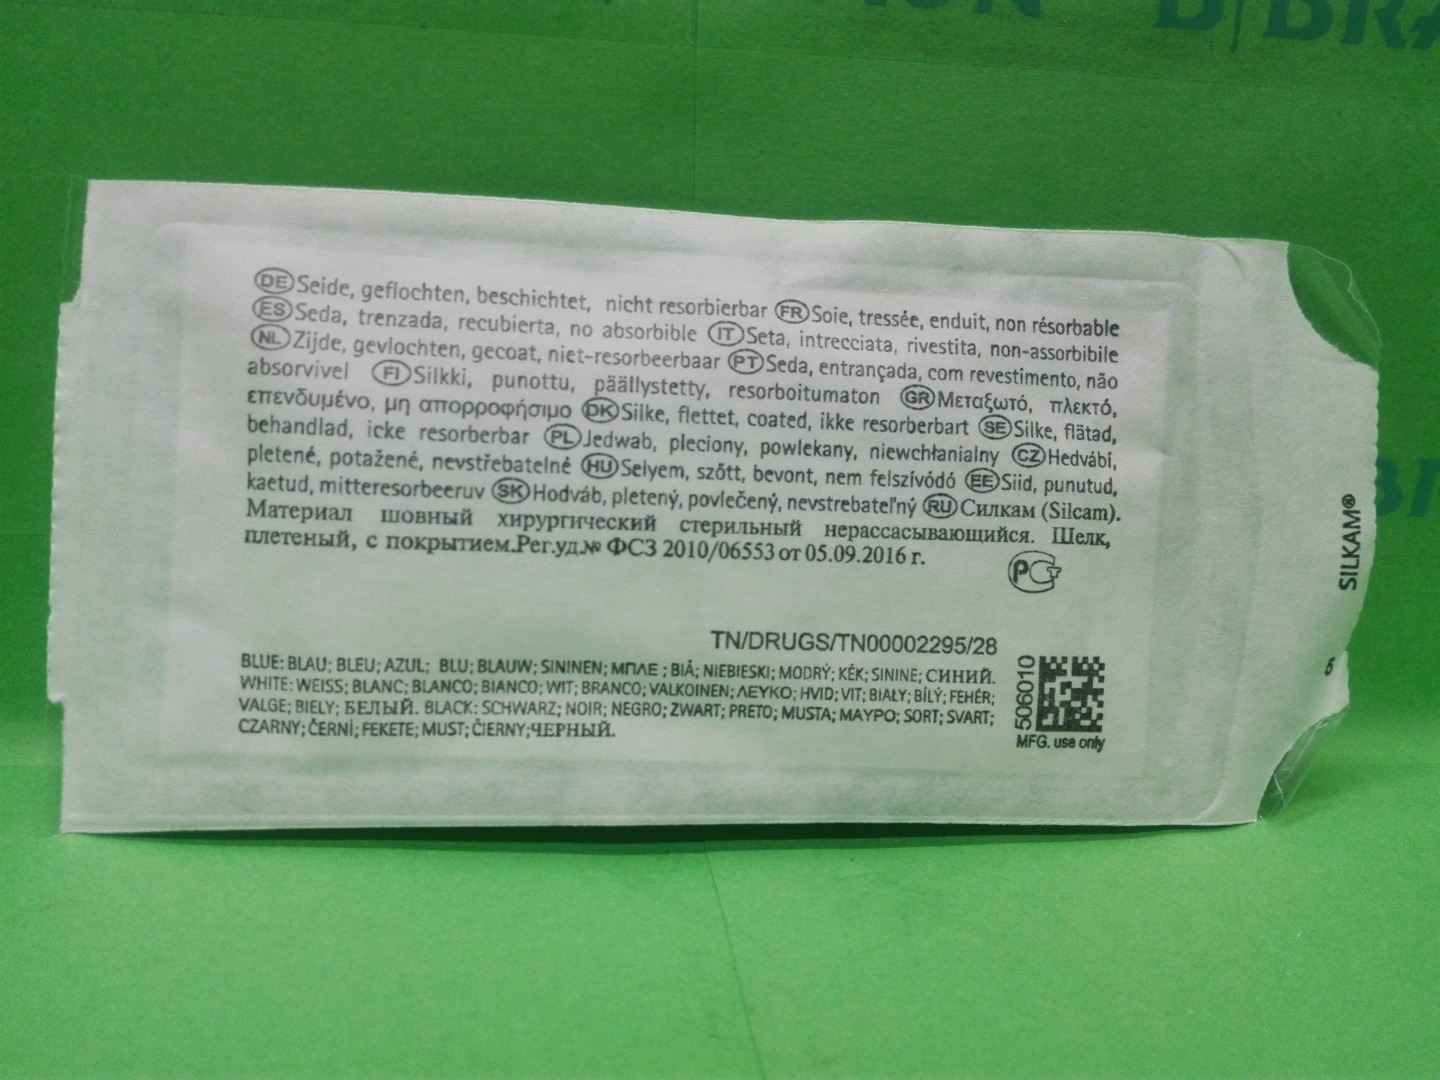 B|BRA
DE Seide, geflochten, beschichtet, nicht resorbierbar FR Soie, tressée, enduit, non résorbable
ES Seda, trenzada, recubierta, no absorbible IT Seta, intrecciata, rivestita, non-assorbibile
NL Zijde, gevlochten, gecoat, niet-resorbeerbaar PT Seda, entrançada, com revestimento, não
absorvível FI Silkki, punottu, päällystetty, resorboitumaton GR Μεταξωτό, πλεκτό,
επενδυμένο, μη απορροφήσιμο DK Silke, flettet, coated, ikke resorberbart SE Silke, flätad,
behandlad, icke resorberbar PL Jedwab, pleciony, powlekany, niewchłanialny CZ Hedvábí,
pletené, potažené, nevstřebatelné HU Selyem, szőtt, bevont, nem felszívódó EE Siid, punutud,
kaetud, mitteresorbeeruv SK Hodváb, pletený, povlečený, nevstrebateľný RU Силкам (Silcam).
Материал шовный хирургический стерильный нерассасывающийся. Шелк,
плетеный, с покрытием.Рег.уд.№ ФСЗ 2010/06553 от 05.09.2016 г.
TN/DRUGS/TN00002295/28
BLUE: BLAU; BLEU; AZUL; BLU; BLAUW; SININEN; ΜΠΛΕ ; BIÅ; NIEBIESKI; MODRÝ; KÉK; SININE; СИНИЙ.
WHITE: WEISS; BLANC; BLANCO; BIANCO; WIT; BRANCO; VALKOINEN; ΛΕΥΚΟ; HVID; VIT; BIAŁY; BÍLÝ; FEHÉR;
VALGE; BIELY; БЕЛЫЙ. BLACK: SCHWARZ; NOIR; NEGRO; ZWART; PRETO; MUSTA; ΜΑΥΡΟ; SORT; SVART;
CZARNY; ČERNÍ; FEKETE; MUST; ČIERNY;ЧЕРНЫЙ.
506010
MFG. use only
SILKAM®
5